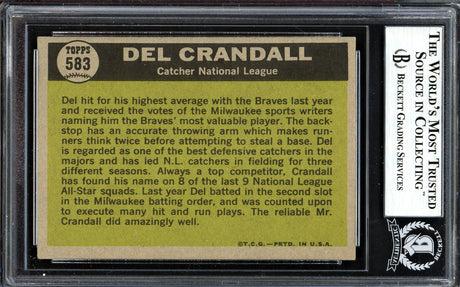 TOPPS
583
DEL CRANDALL
Catcher National League
Del hit for his highest average with the Braves last year
and received the votes of the Milwaukee sports writers
naming him the Braves' most valuable player. The back-
stop has an accurate throwing arm which makes run-
ners think twice before attempting to steal a base. Del
is regarded as one of the best defensive catchers in the
majors and has led N.L. catchers in fielding for three
different seasons. Always a top competitor, Crandall
has found his name on 8 of the last 9 National League
All-Star Squads. Last year Del batted in the second slot
in the Milwaukee batting order, and was counted upon
to execute many hit and run plays. The reliable Mr.
Crandall did amazingly well.
©T.C.G.—PRTD. IN U.S.A.
THE WORLD'S MOST TRUSTED
SOURCE IN COLLECTING™
BECKETT GRADING SERVICES
B
BECKETT
B
AUTHENTIC